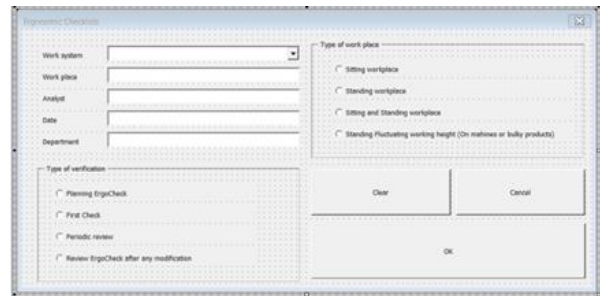 Ergonomic Checklists
Work system
Work place
Analyst
Date
Department
Type of verification
Planning ErgoCheck
First Check
Periodic review
Review ErgoCheck after any modification
Type of work place
Sitting workplace
Standing workplace
Sitting and Standing workplace
Standing Fluctuating working height (On mahines or bulky products)
Clear
Cancel
OK